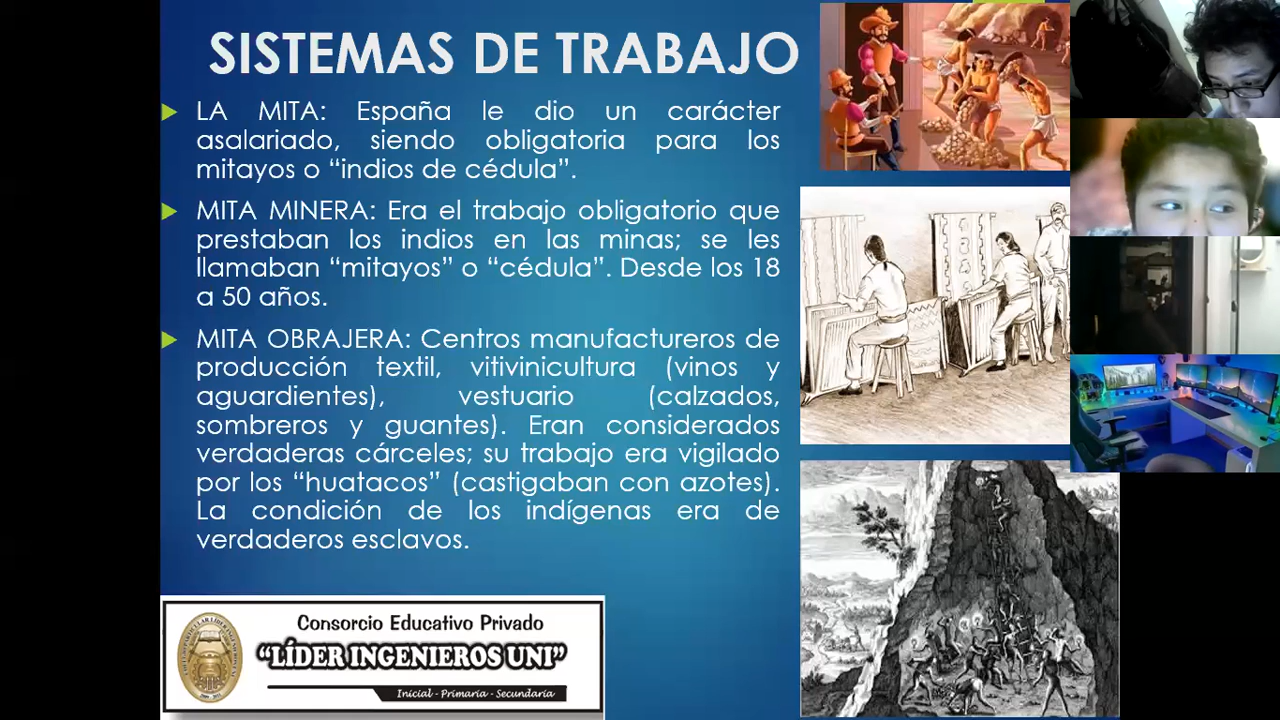 SISTEMAS DE TRABAJO
LA MITA: España le dio un carácter
asalariado, siendo obligatoria para los
mitayos o “indios de cédula”.
MITA MINERA: Era el trabajo obligatorio que
prestaban los indios en las minas; se les
llamaban “mitayos” o “cédula”. Desde los 18
a 50 años.
MITA OBRAJERA: Centros manufactureros de
producción textil, vitivinicultura (vinos y
aguardientes), vestuario (calzados,
sombreros y guantes). Eran considerados
verdaderas cárceles; su trabajo era vigilado
por los “huatacos” (castigaban con azotes).
La condición de los indígenas era de
verdaderos esclavos.
Consorcio Educativo Privado
“LÍDER INGENIEROS UNI”
Inicial - Primaria - Secundaria